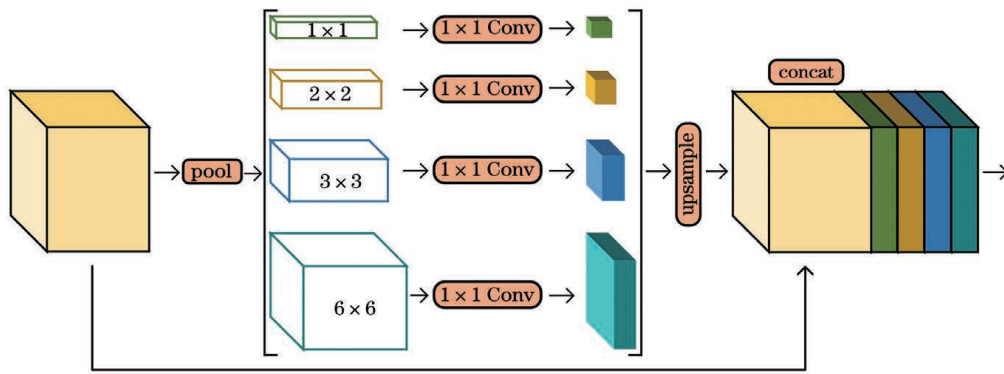 pool
1×1
1×1 Conv
2×2
1×1 Conv
3×3
1×1 Conv
6×6
1×1 Conv
upsample
concat